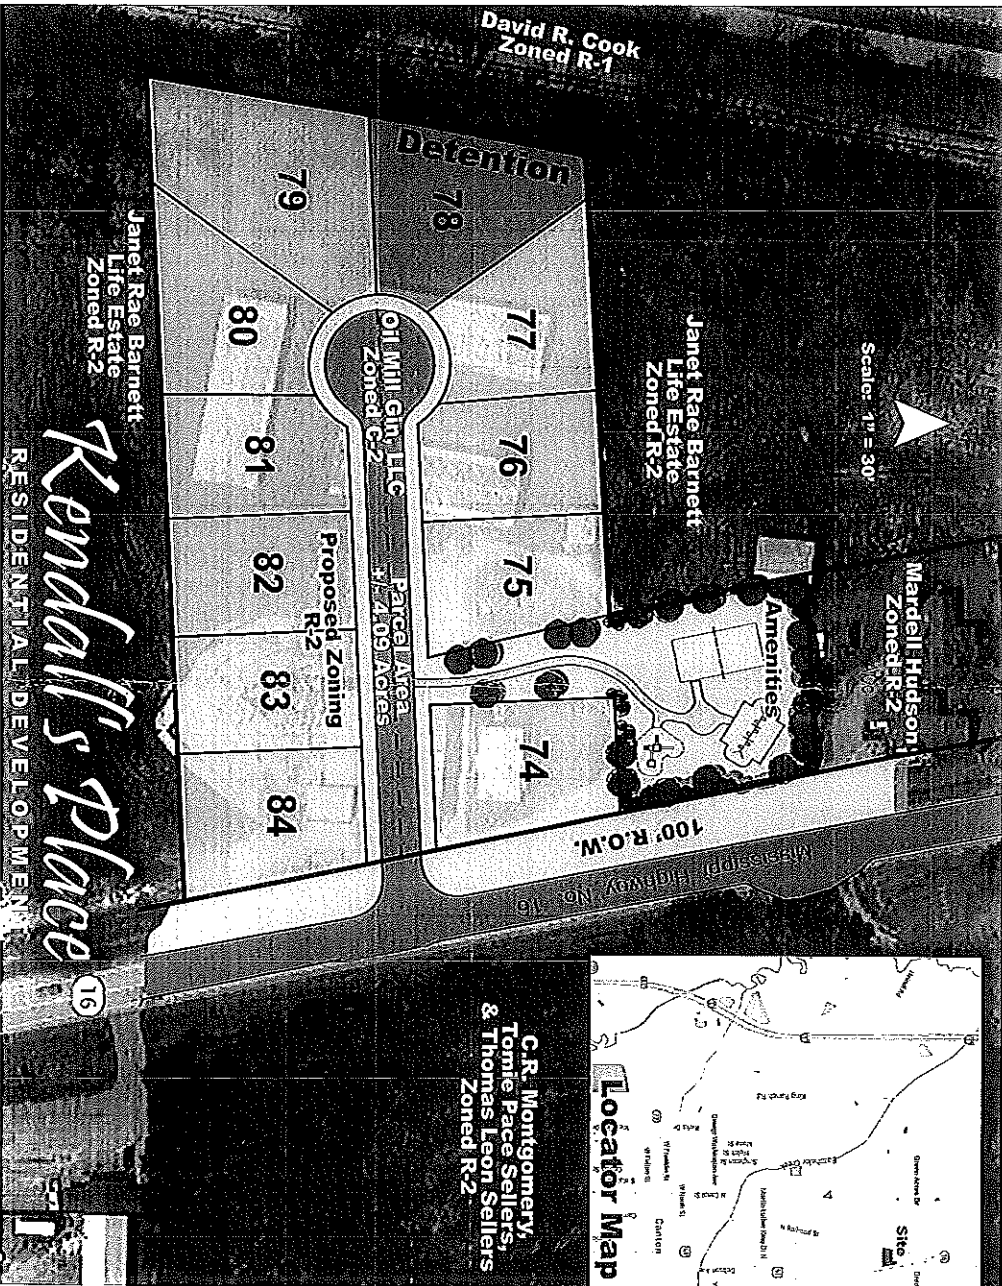 David R. Cook
Zoned R-1
Detention
78
79
77
80
76
81
75
82
83
74
84
Oil Mill Gin, LLC
Zoned C-2
Proposed Zoning
R-2
Parcel Area
Janet Rae Barnett
Life Estate
Zoned R-2
Janet Rae Barnett
Life Estate
Zoned R-2
Scale: 1" = 30'
Mardell Hudson
Zoned R-2
Amenities
100' R.O.W.
Mississippi Highway No. 16
16
C.R. Montgomery,
Tomie Pace Sellers,
& Thomas Leon Sellers
Zoned R-2
Kendall's Place
RESIDENTIAL DEVELOPMENT
Locator Map
Site
King Ranch Rd
Canton